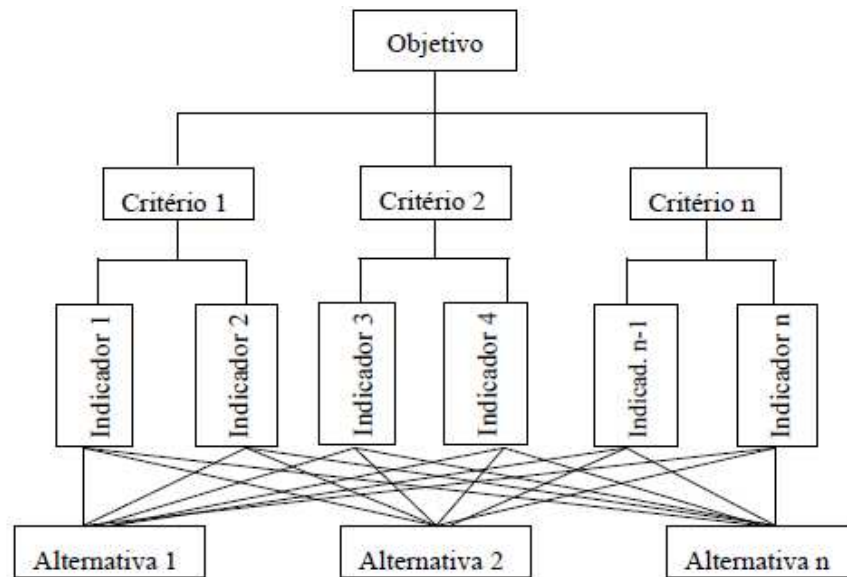 Objetivo
Critério 1
Critério 2
Critério n
Indicador 1
Indicador 2
Indicador 3
Indicador 4
Indicad. n-1
Indicador n
Alternativa 1
Alternativa 2
Alternativa n